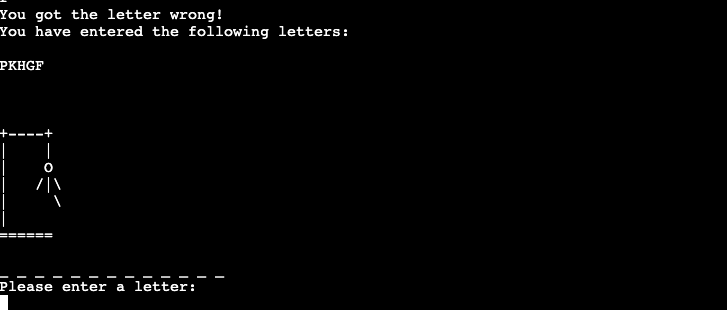 You got the letter wrong!
You have entered the following letters:
PKHGF
+----+
|    |
|    o
|   /|\
|      \
|
======
_ _ _ _ _ _ _ _ _ _ _ _ _
Please enter a letter: